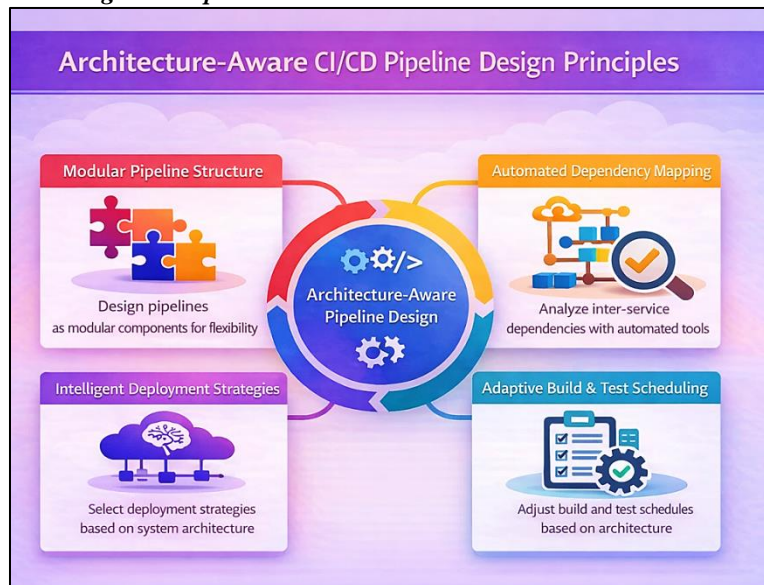 Architecture-Aware CI/CD Pipeline Design Principles
Modular Pipeline Structure
Design pipelines
as modular components for flexibility
Automated Dependency Mapping
Analyze inter-service
dependencies with automated tools
</>
Architecture-Aware
Pipeline Design
Intelligent Deployment Strategies
Select deployment strategies
based on system architecture
Adaptive Build & Test Scheduling
Adjust build and test schedules
based on architecture